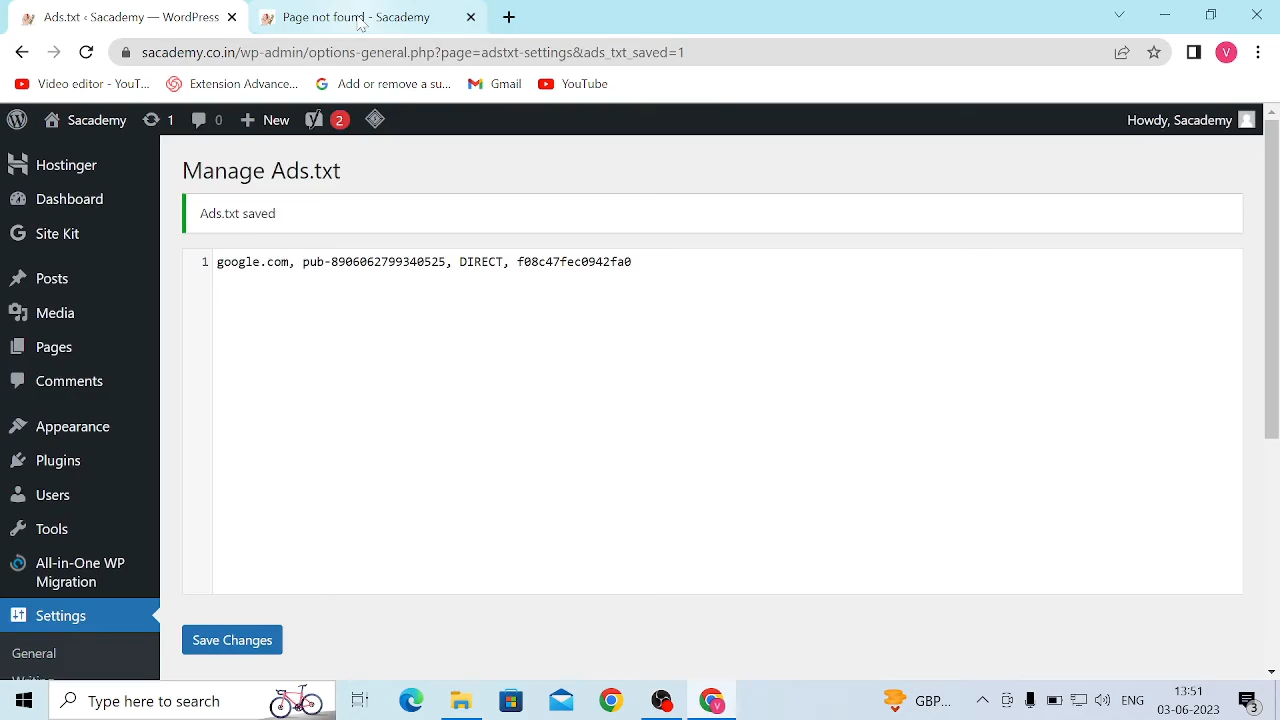 Ads.txt ‹ Sacademy — WordPress
Page not found - Sacademy
sacademy.co.in/wp-admin/options-general.php?page=adstxt-settings&ads_txt_saved=1
V
Video editor - YouT...
Extension Advance...
Add or remove a su...
Gmail
YouTube
Sacademy
1
0
New
2
Howdy, Sacademy
Hostinger
Dashboard
Site Kit
Posts
Media
Pages
Comments
Appearance
Plugins
Users
Tools
All-in-One WP
Migration
Settings
General
Manage Ads.txt
Ads.txt saved
1 google.com, pub-8906062799340525, DIRECT, f08c47fec0942fa0
Save Changes
Type here to search
V
GBP...
ENG
13:51
03-06-2023
3